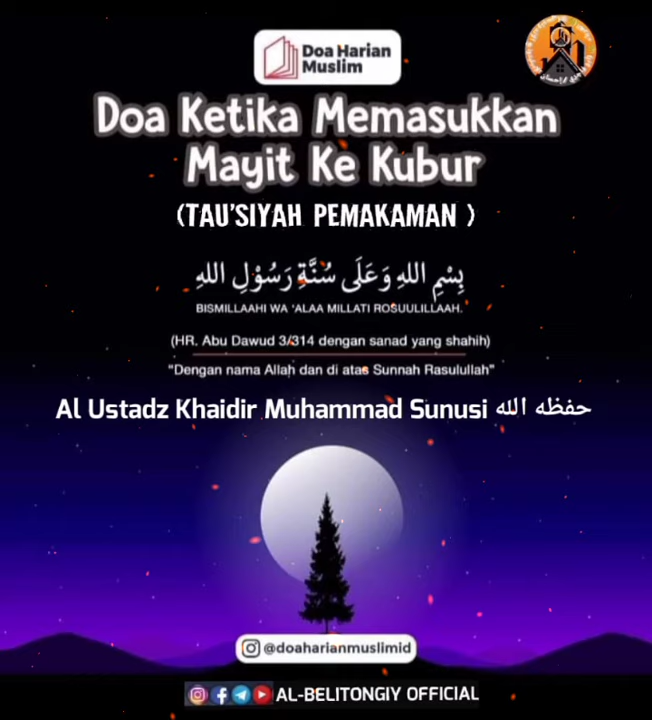 Doa Harian
Muslim
Doa Ketika Memasukkan
Mayit Ke Kubur
(TAU'SIYAH PEMAKAMAN )
بِسْمِ اللهِ وَعَلَى سُنَّةِ رَسُوْلِ اللهِ
BISMILLAAHI WA 'ALAA MILLATI ROSUULILLAAH.
(HR. Abu Dawud 3/314 dengan sanad yang shahih)
"Dengan nama Allah dan di atas Sunnah Rasulullah"
Al Ustadz Khaidir Muhammad Sunusi حفظه الله
@doaharianmuslimid
AL-BELITONGIY OFFICIAL